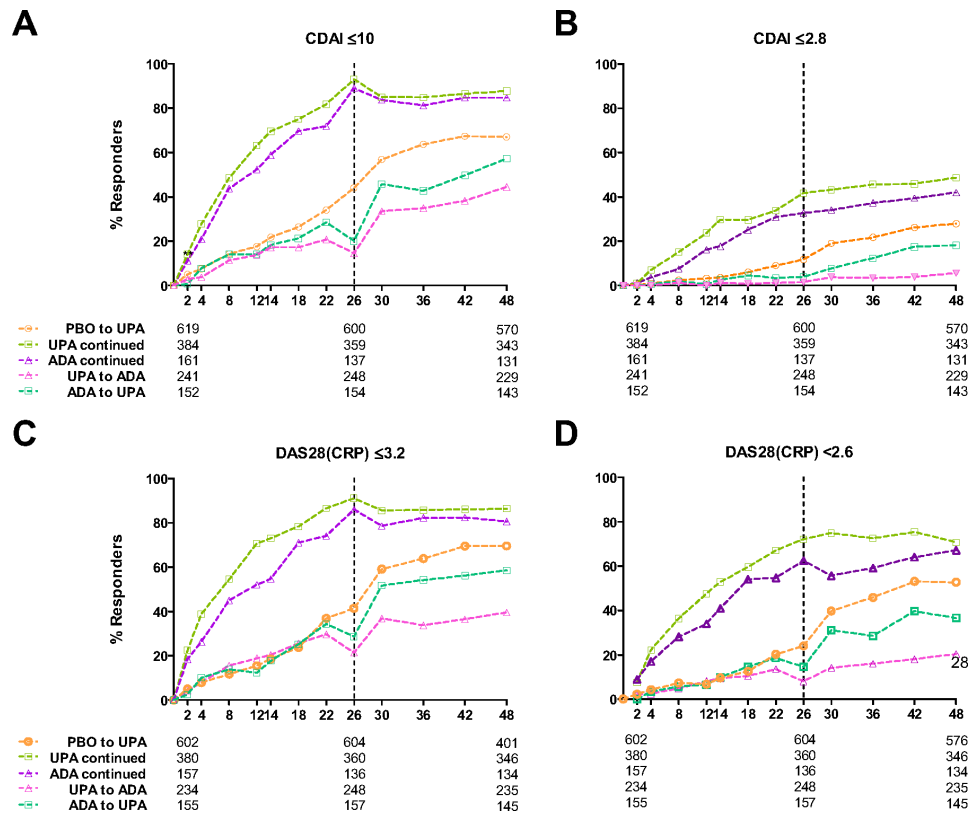 A
B
CDAI ≤10
CDAI ≤2.8
% Responders
100
80
60
40
20
0
2 4 8 12 14 18 22 26 30 36 42 48
100
80
60
40
20
0
2 4 8 12 14 18 22 26 30 36 42 48
PBO to UPA 619 600 570
UPA continued 384 359 343
ADA continued 161 137 131
UPA to ADA 241 248 229
ADA to UPA 152 154 143
619 600 570
384 359 343
161 137 131
241 248 229
152 154 143
C
D
DAS28(CRP) ≤3.2
DAS28(CRP) <2.6
% Responders
100
80
60
40
20
0
2 4 8 12 14 18 22 26 30 36 42 48
100
80
60
40
20
0
28
2 4 8 12 14 18 22 26 30 36 42 48
PBO to UPA 602 604 401
UPA continued 380 360 346
ADA continued 157 136 134
UPA to ADA 234 248 235
ADA to UPA 155 157 145
602 604 576
380 360 346
157 136 134
234 248 235
155 157 145